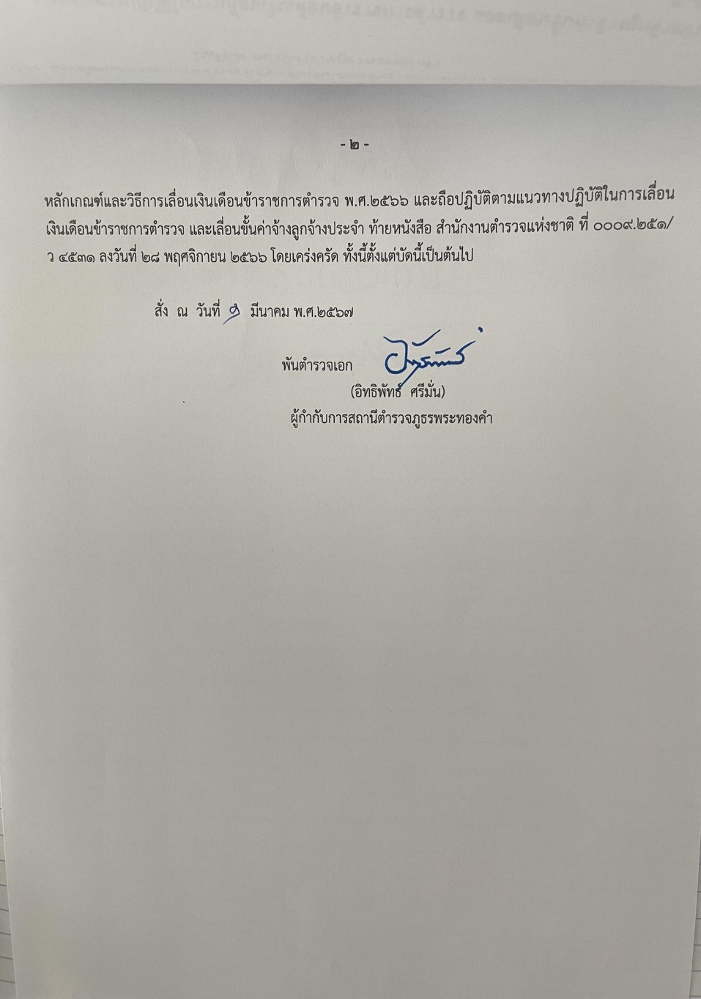 - ๒ -
หลักเกณฑ์และวิธีการเลื่อนเงินเดือนข้าราชการตำรวจ พ.ศ.๒๕๖๖ และถือปฏิบัติตามแนวทางปฏิบัติในการเลื่อน
เงินเดือนข้าราชการตำรวจ และเลื่อนขั้นค่าจ้างลูกจ้างประจำ ท้ายหนังสือ สำนักงานตำรวจแห่งชาติ ที่ ๐๐๐๙.๒๕๑/
ว ๔๕๓๑ ลงวันที่ ๒๘ พฤศจิกายน ๒๕๖๖ โดยเคร่งครัด ทั้งนี้ตั้งแต่บัดนี้เป็นต้นไป
สั่ง ณ วันที่ มีนาคม พ.ศ.๒๕๖๗
พันตำรวจเอก
(อิทธิพัทธ์ ศรีมั่น)
ผู้กำกับการสถานีตำรวจภูธรพระทองคำ